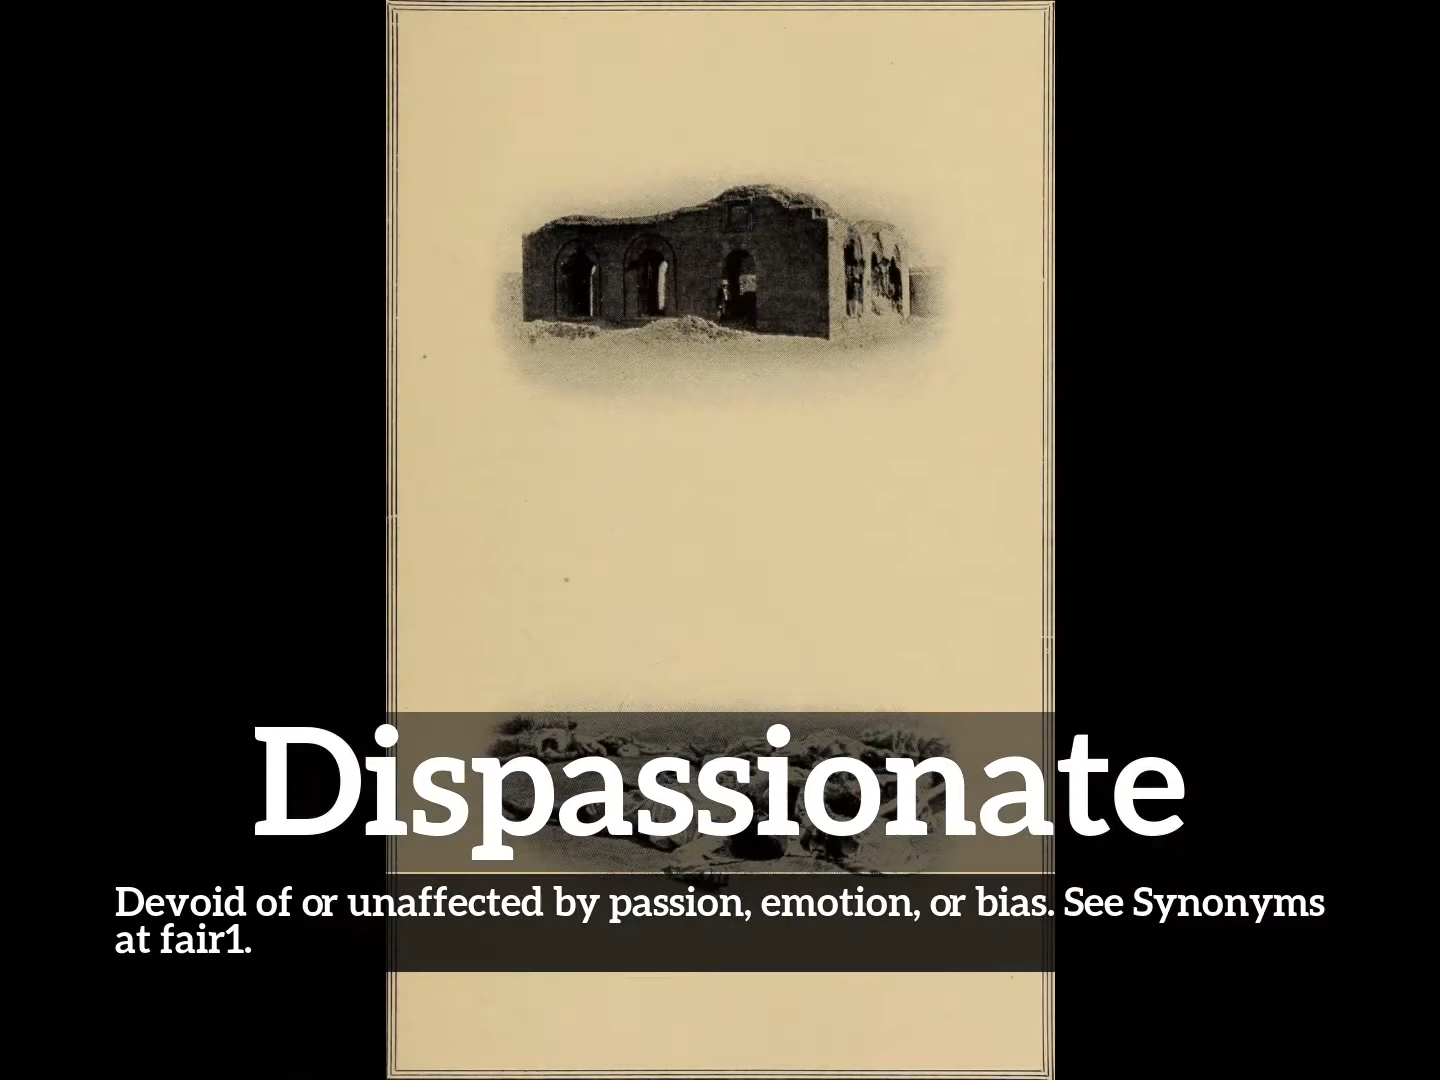 Dispassionate
Devoid of or unaffected by passion, emotion, or bias. See Synonyms
at fair1.